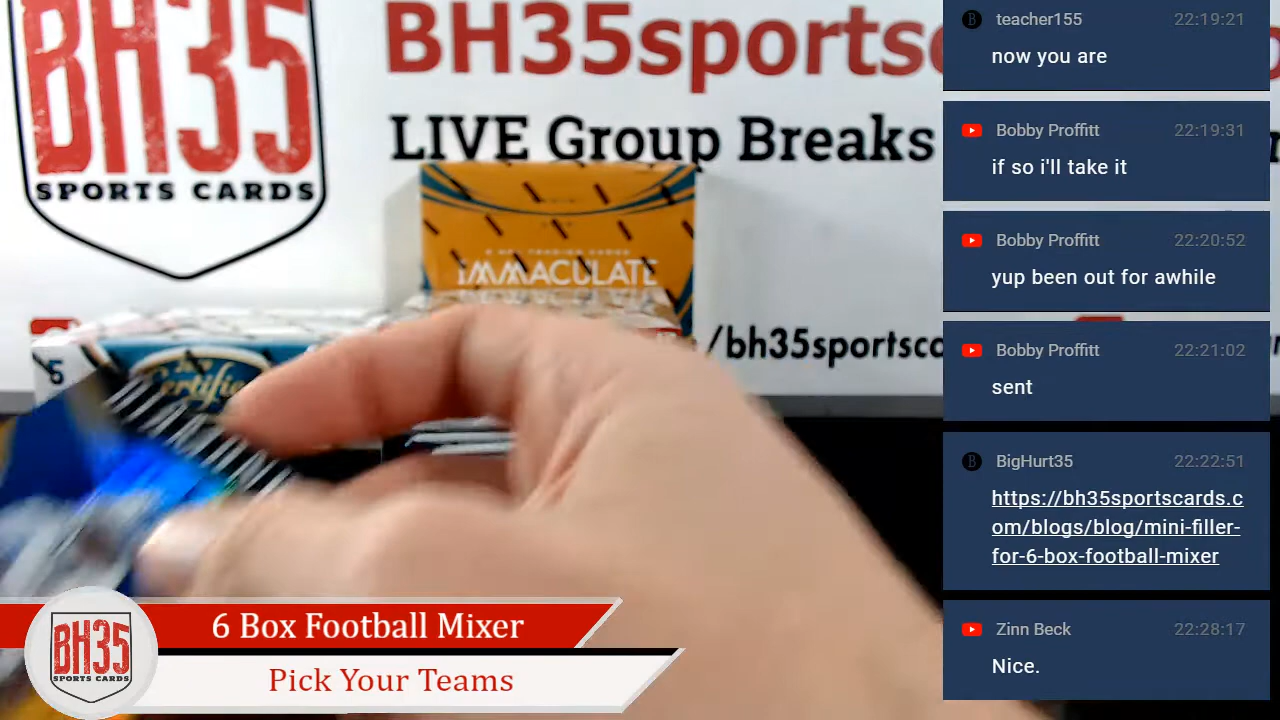 BH35
SPORTS CARDS
BH35sportsc
LIVE Group Breaks
IMMACULATE
/bh35sportsca
5
Certifie
6 Box Football Mixer
Pick Your Teams
BH35
SPORTS CARDS
teacher155 22:19:21
now you are
Bobby Proffitt 22:19:31
if so i'll take it
Bobby Proffitt 22:20:52
yup been out for awhile
Bobby Proffitt 22:21:02
sent
BigHurt35 22:22:51
https://bh35sportscards.c
om/blogs/blog/mini-filler-
for-6-box-football-mixer
Zinn Beck 22:28:17
Nice.